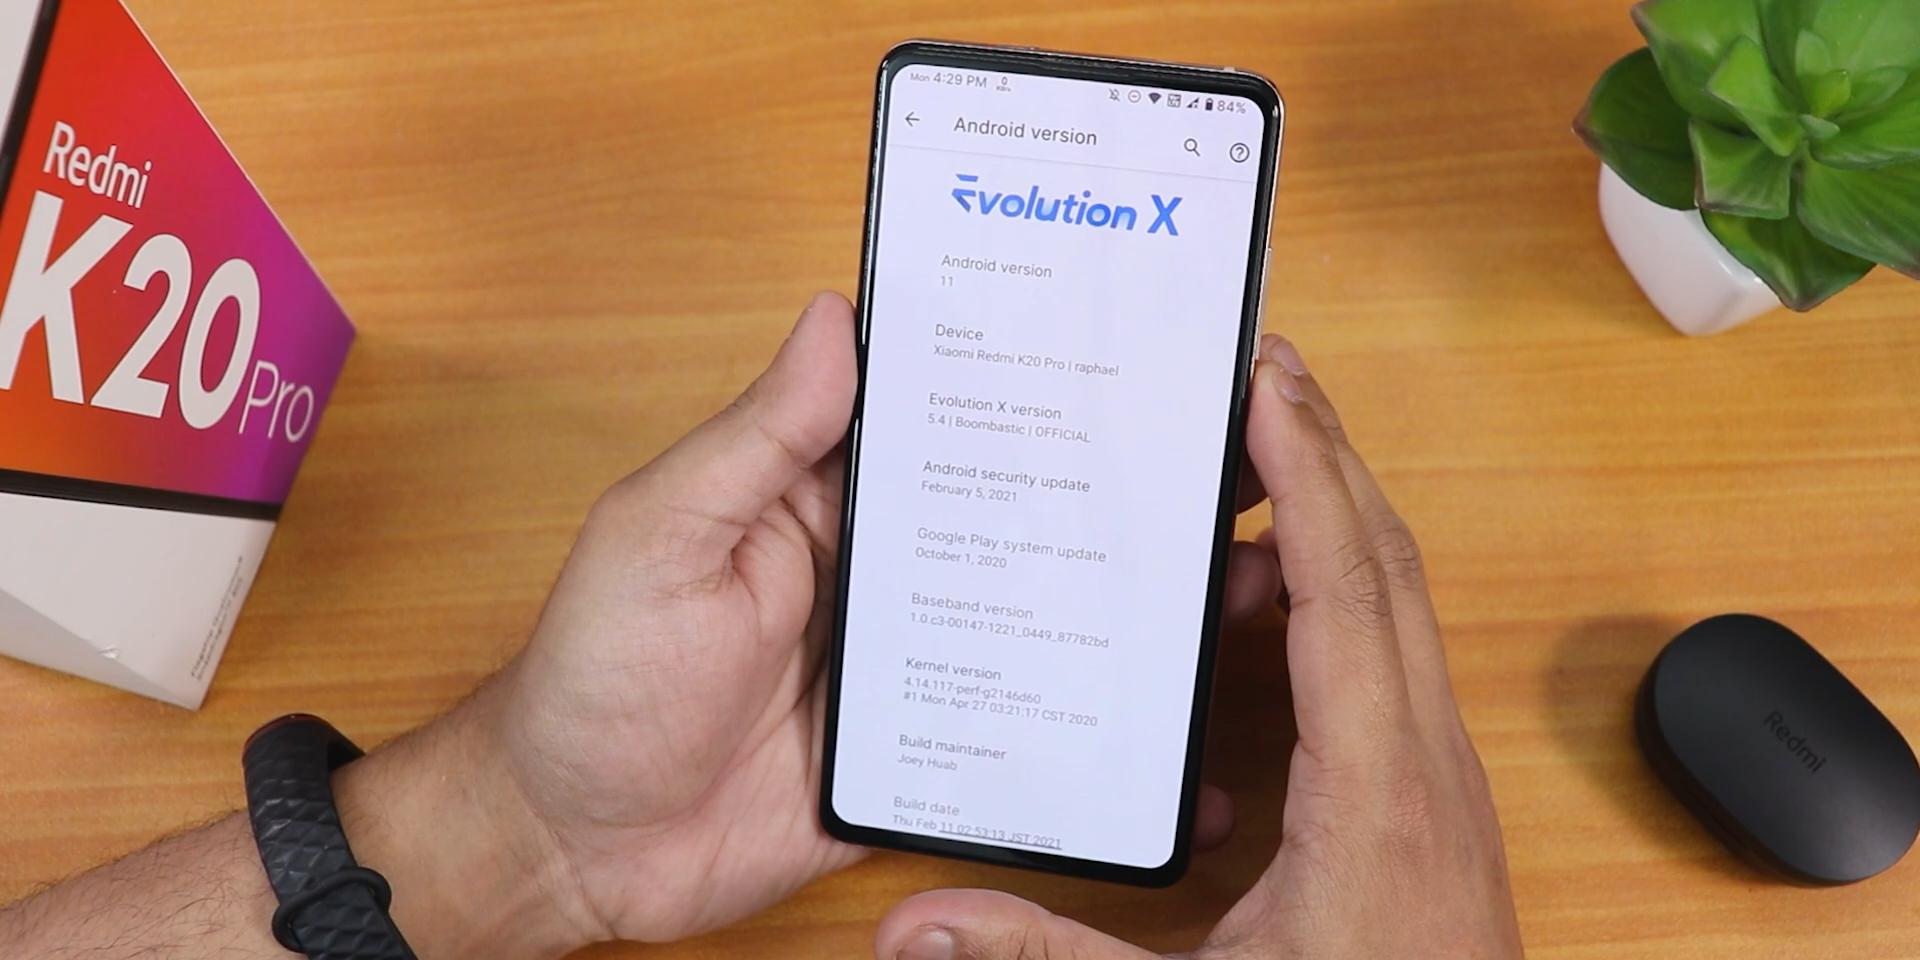 Redmi
K20 Pro
Mon 4:29 PM 0 84%
Android version
Evolution X
Android version
11
Device
Xiaomi Redmi K20 Pro | raphael
Evolution X version
5.4 | Boombastic | OFFICIAL
Android security update
February 5, 2021
Google Play system update
October 1, 2020
Baseband version
1.0.c3-00147-1221_0449_87782bd
Kernel version
4.14.117-perf-g2146d60
#1 Mon Apr 27 03:21:17 CST 2020
Build maintainer
Joey Huab
Build date
Thu Feb 11 02:53:13 JST 2021
Redmi